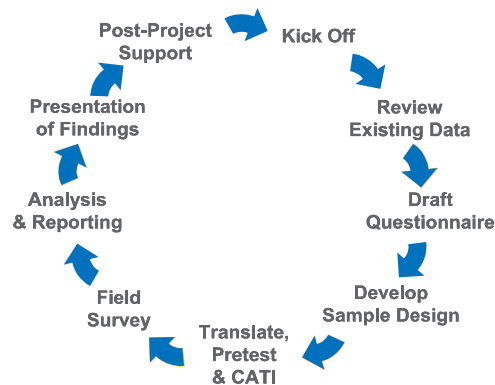 Kick Off
Review
Existing Data
Draft
Questionnaire
Develop
Sample Design
Translate,
Pretest
& CATI
Field
Survey
Analysis
& Reporting
Presentation
of Findings
Post-Project
Support